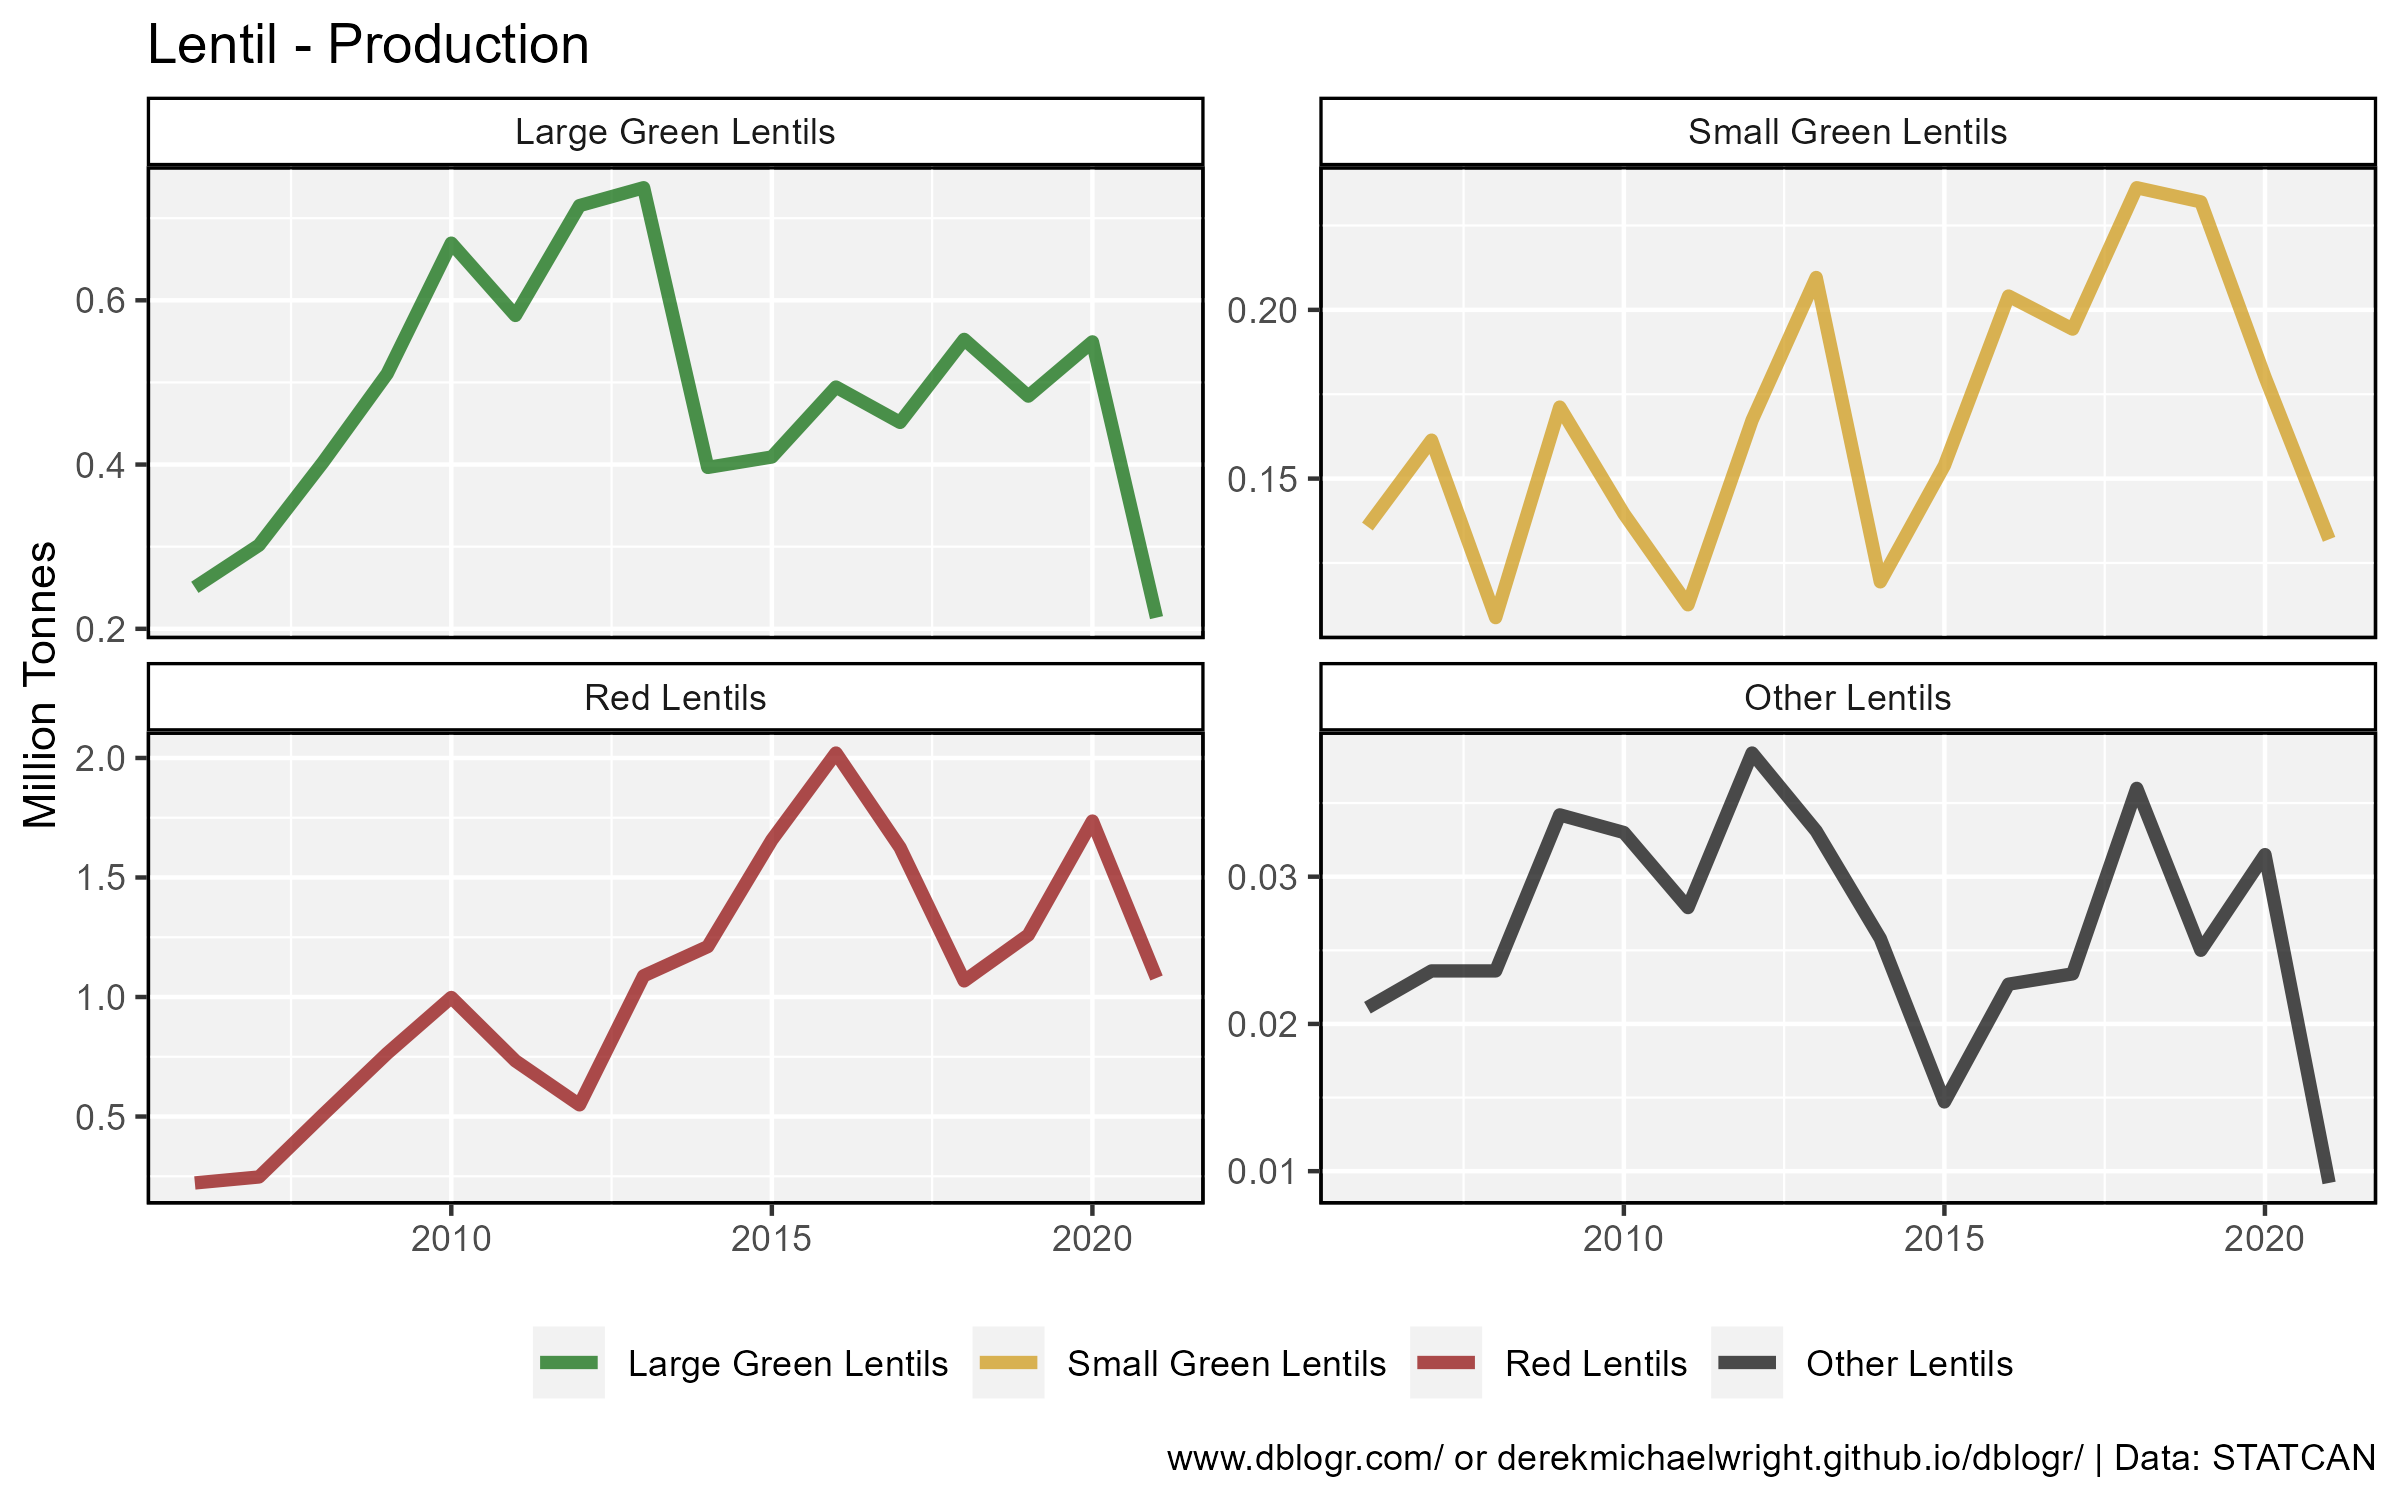 Lentil - Production
Large Green Lentils
Small Green Lentils
0.6
0.4
0.2
0.20
0.15
Million Tonnes
Red Lentils
Other Lentils
2.0
1.5
1.0
0.5
0.03
0.02
0.01
2010 2015 2020
2010 2015 2020
Large Green Lentils Small Green Lentils Red Lentils Other Lentils
www.dblogr.com/ or derekmichaelwright.github.io/dblogr/ | Data: STATCAN